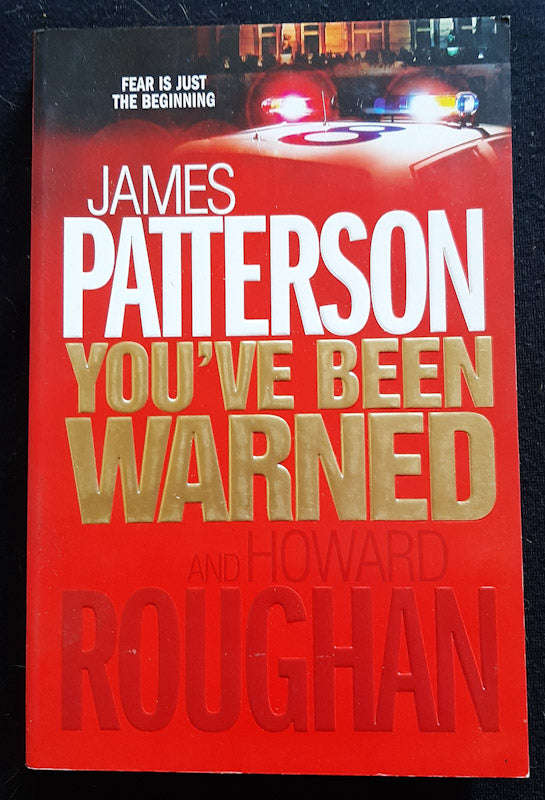 FEAR IS JUST
THE BEGINNING
JAMES
PATTERSON
YOU'VE BEEN
WARNED
AND HOWARD
ROUGHAN